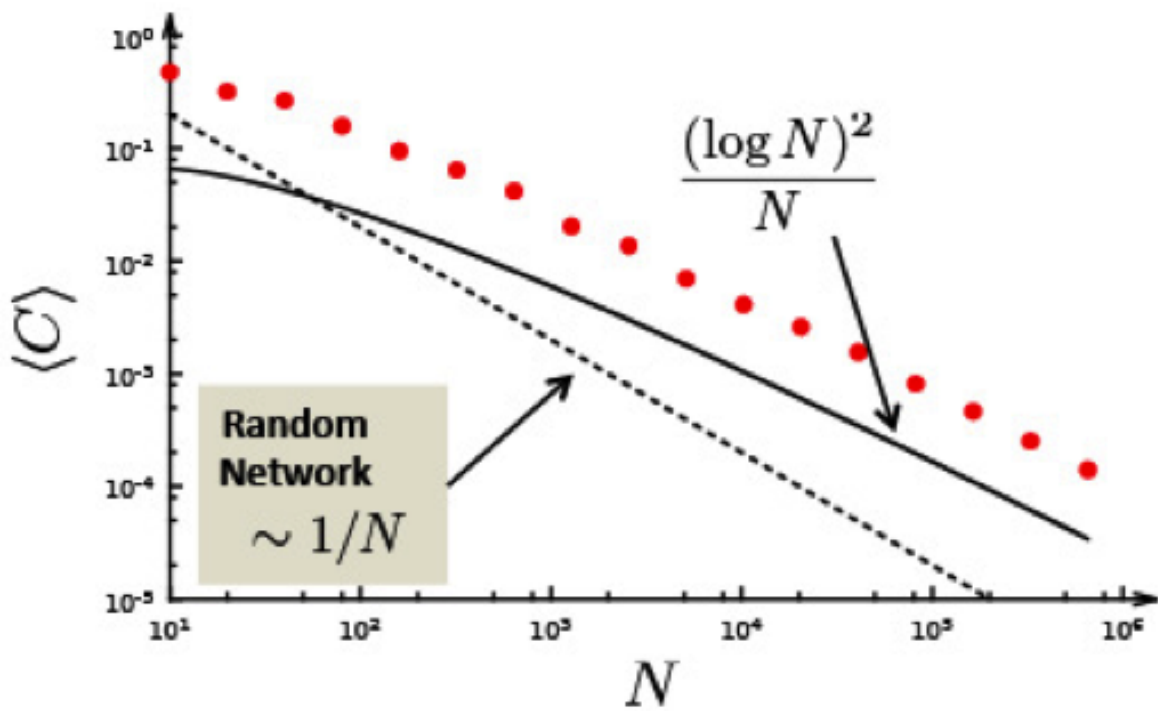 10⁰
10⁻¹
10⁻²
10⁻³
10⁻⁴
10⁻⁵
⟨C⟩
(log N)²
N
Random
Network
∼ 1/N
10¹ 10² 10³ 10⁴ 10⁵ 10⁶
N